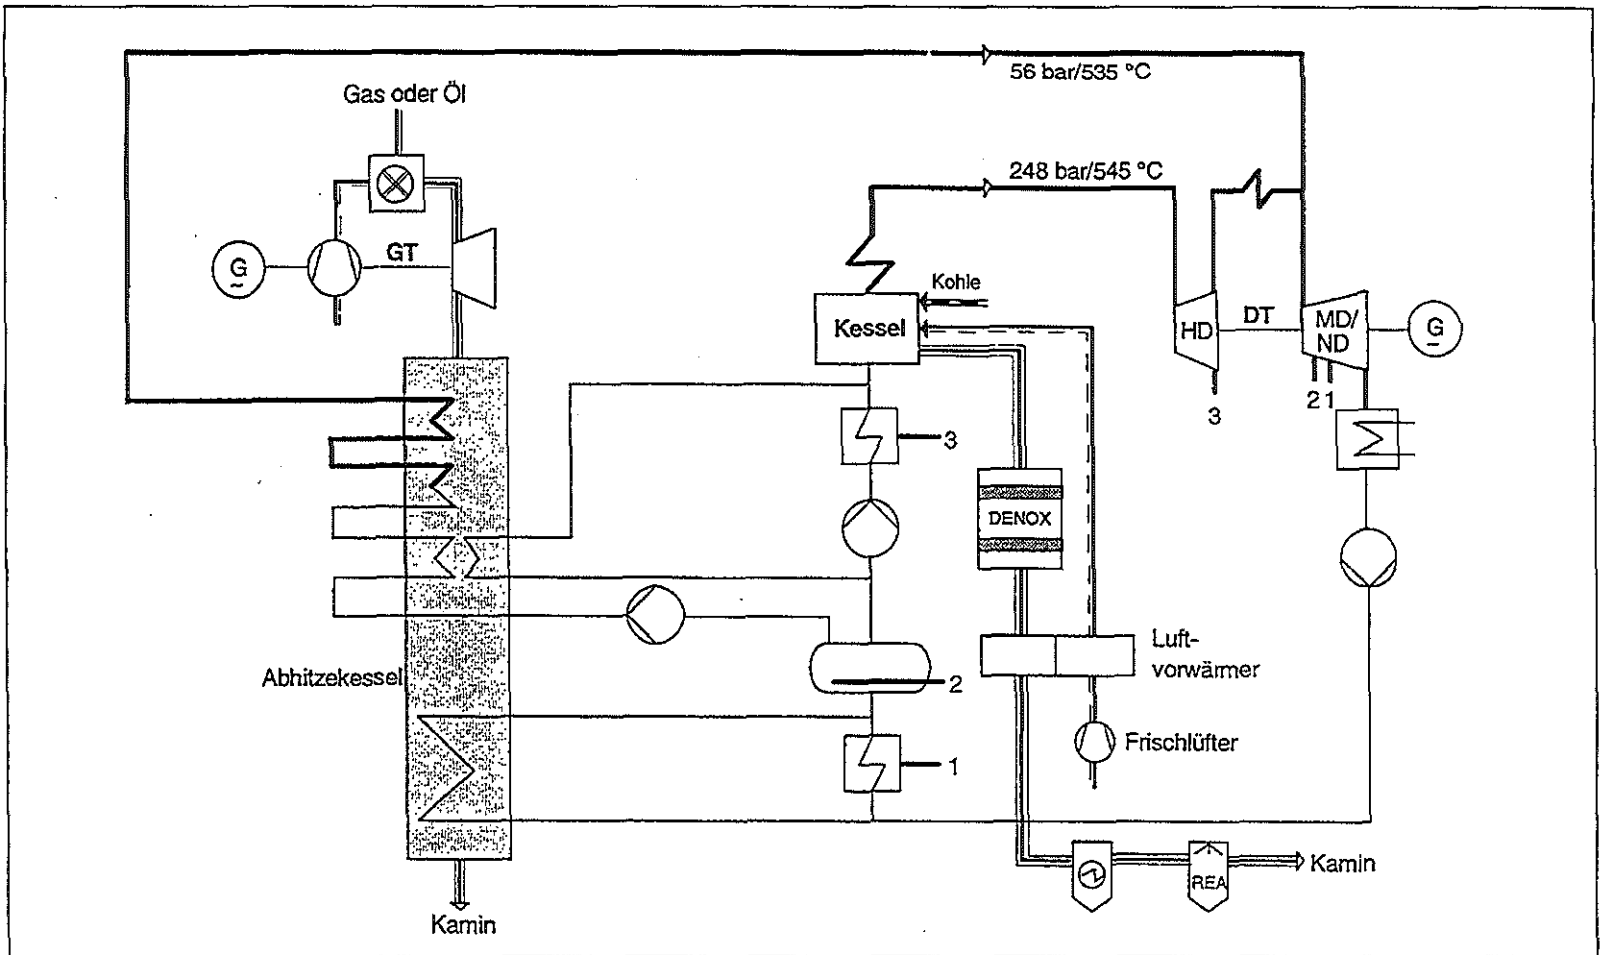 56 bar/535 °C
Gas oder Öl
248 bar/545 °C
G
~
GT
Kohle
Kessel
HD
DT
MD/
ND
G
~
3
2 1
3
DENOX
Luft-
vorwärmer
Abhitzekessel
2
Frischlüfter
1
Kamin
REA
Kamin